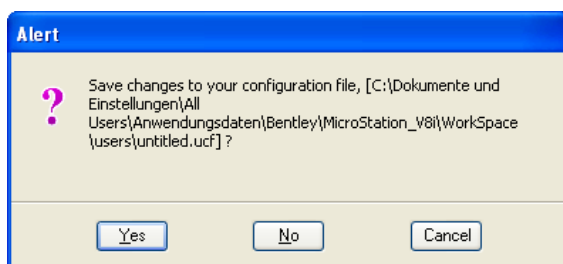 Alert
?
Save changes to your configuration file, [C:\Dokumente und
Einstellungen\All
Users\Anwendungsdaten\Bentley\MicroStation_V8i\WorkSpace
\users\untitled.ucf] ?
Yes No Cancel